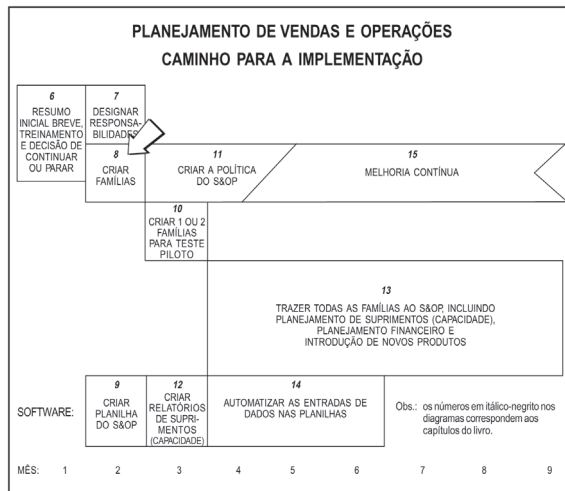 PLANEJAMENTO DE VENDAS E OPERAÇÕES
CAMINHO PARA A IMPLEMENTAÇÃO
6
RESUMO
INICIAL BREVE,
TREINAMENTO
E DECISÃO DE
CONTINUAR
OU PARAR
7
DESIGNAR
RESPONSA-
BILIDADES
8
CRIAR
FAMÍLIAS
11
CRIAR A POLÍTICA
DO S&OP
15
MELHORIA CONTÍNUA
10
CRIAR 1 OU 2
FAMÍLIAS
PARA TESTE
PILOTO
13
TRAZER TODAS AS FAMÍLIAS AO S&OP, INCLUINDO
PLANEJAMENTO DE SUPRIMENTOS (CAPACIDADE),
PLANEJAMENTO FINANCEIRO E
INTRODUÇÃO DE NOVOS PRODUTOS
SOFTWARE:
9
CRIAR
PLANILHA
DO S&OP
12
CRIAR
RELATÓRIOS
DE SUPRI-
MENTOS
(CAPACIDADE)
14
AUTOMATIZAR AS ENTRADAS DE
DADOS NAS PLANILHAS
Obs.: os números em itálico-negrito nos
diagramas correspondem aos
capítulos do livro.
MÊS: 1 2 3 4 5 6 7 8 9